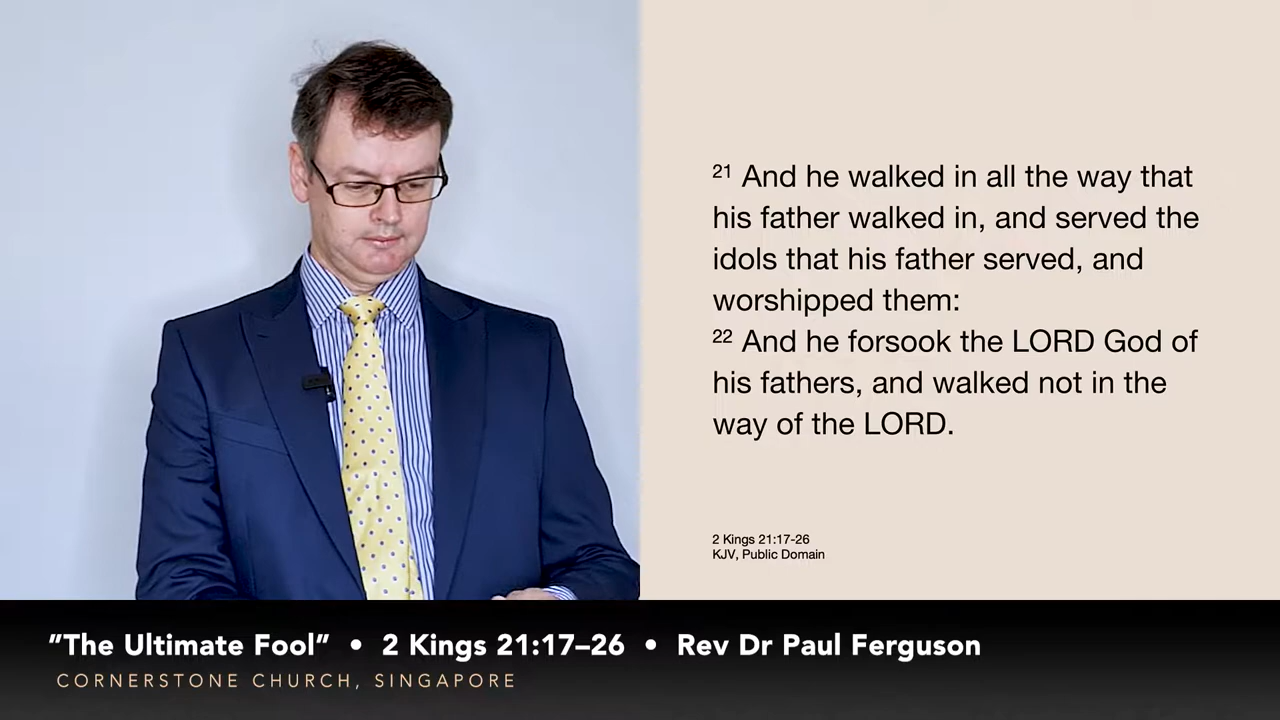 21 And he walked in all the way that
his father walked in, and served the
idols that his father served, and
worshipped them:
22 And he forsook the LORD God of
his fathers, and walked not in the
way of the LORD.
2 Kings 21:17-26
KJV, Public Domain
"The Ultimate Fool" • 2 Kings 21:17–26 • Rev Dr Paul Ferguson
CORNERSTONE CHURCH, SINGAPORE